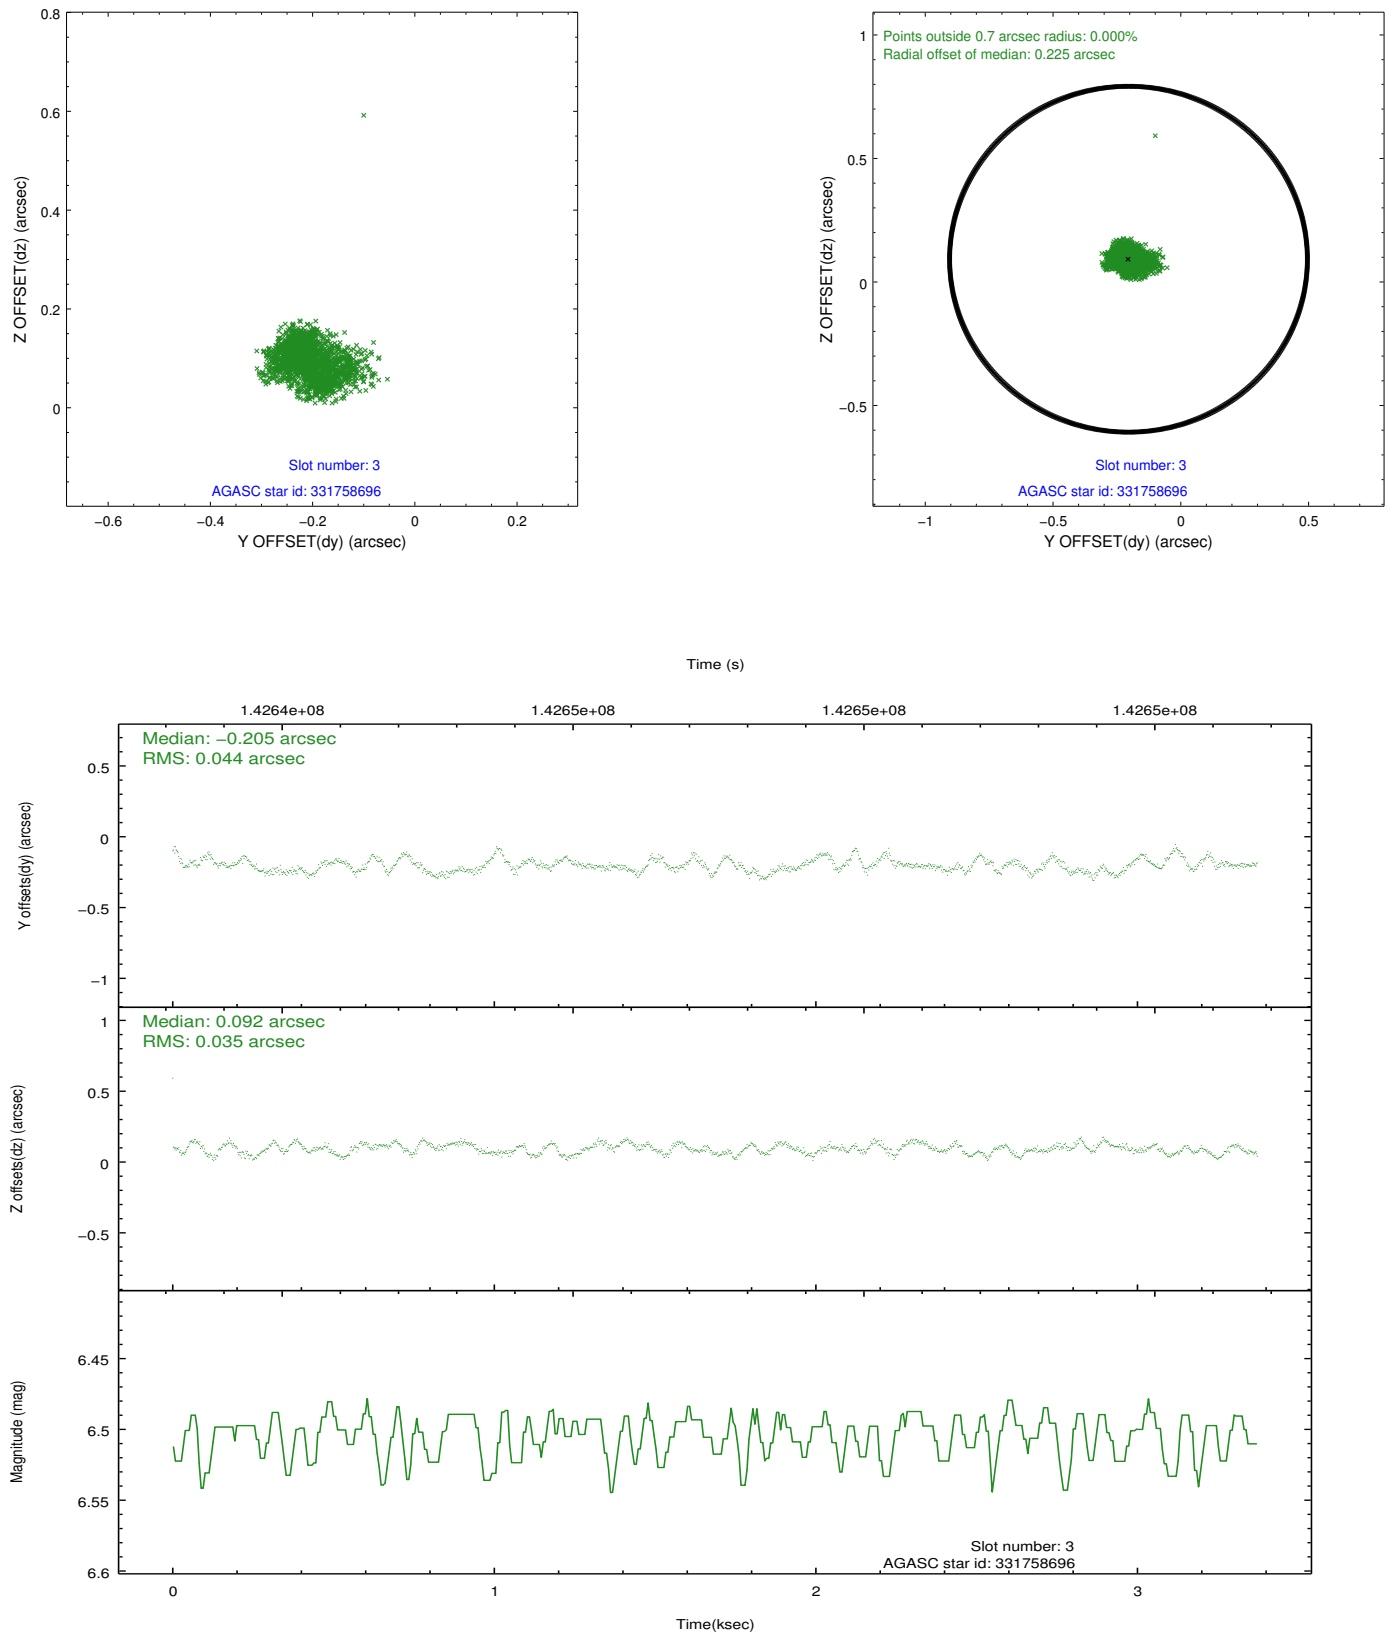 0.8
0.6
0.4
0.2
0
Z OFFSET(dz) (arcsec)
Slot number: 3
AGASC star id: 331758696
−0.6
−0.4
−0.2
0
0.2
Y OFFSET(dy) (arcsec)
Points outside 0.7 arcsec radius: 0.000%
Radial offset of median: 0.225 arcsec
1
0.5
0
−0.5
Z OFFSET(dz) (arcsec)
Slot number: 3
AGASC star id: 331758696
−1
−0.5
0
0.5
Y OFFSET(dy) (arcsec)
Time (s)
1.4264e+08
1.4265e+08
1.4265e+08
1.4265e+08
Median: −0.205 arcsec
RMS: 0.044 arcsec
0.5
0
−0.5
−1
Y offsets(dy) (arcsec)
Median: 0.092 arcsec
RMS: 0.035 arcsec
1
0.5
0
−0.5
Z offsets(dz) (arcsec)
6.45
6.5
6.55
6.6
Magnitude (mag)
Slot number: 3
AGASC star id: 331758696
0
1
2
3
Time(ksec)